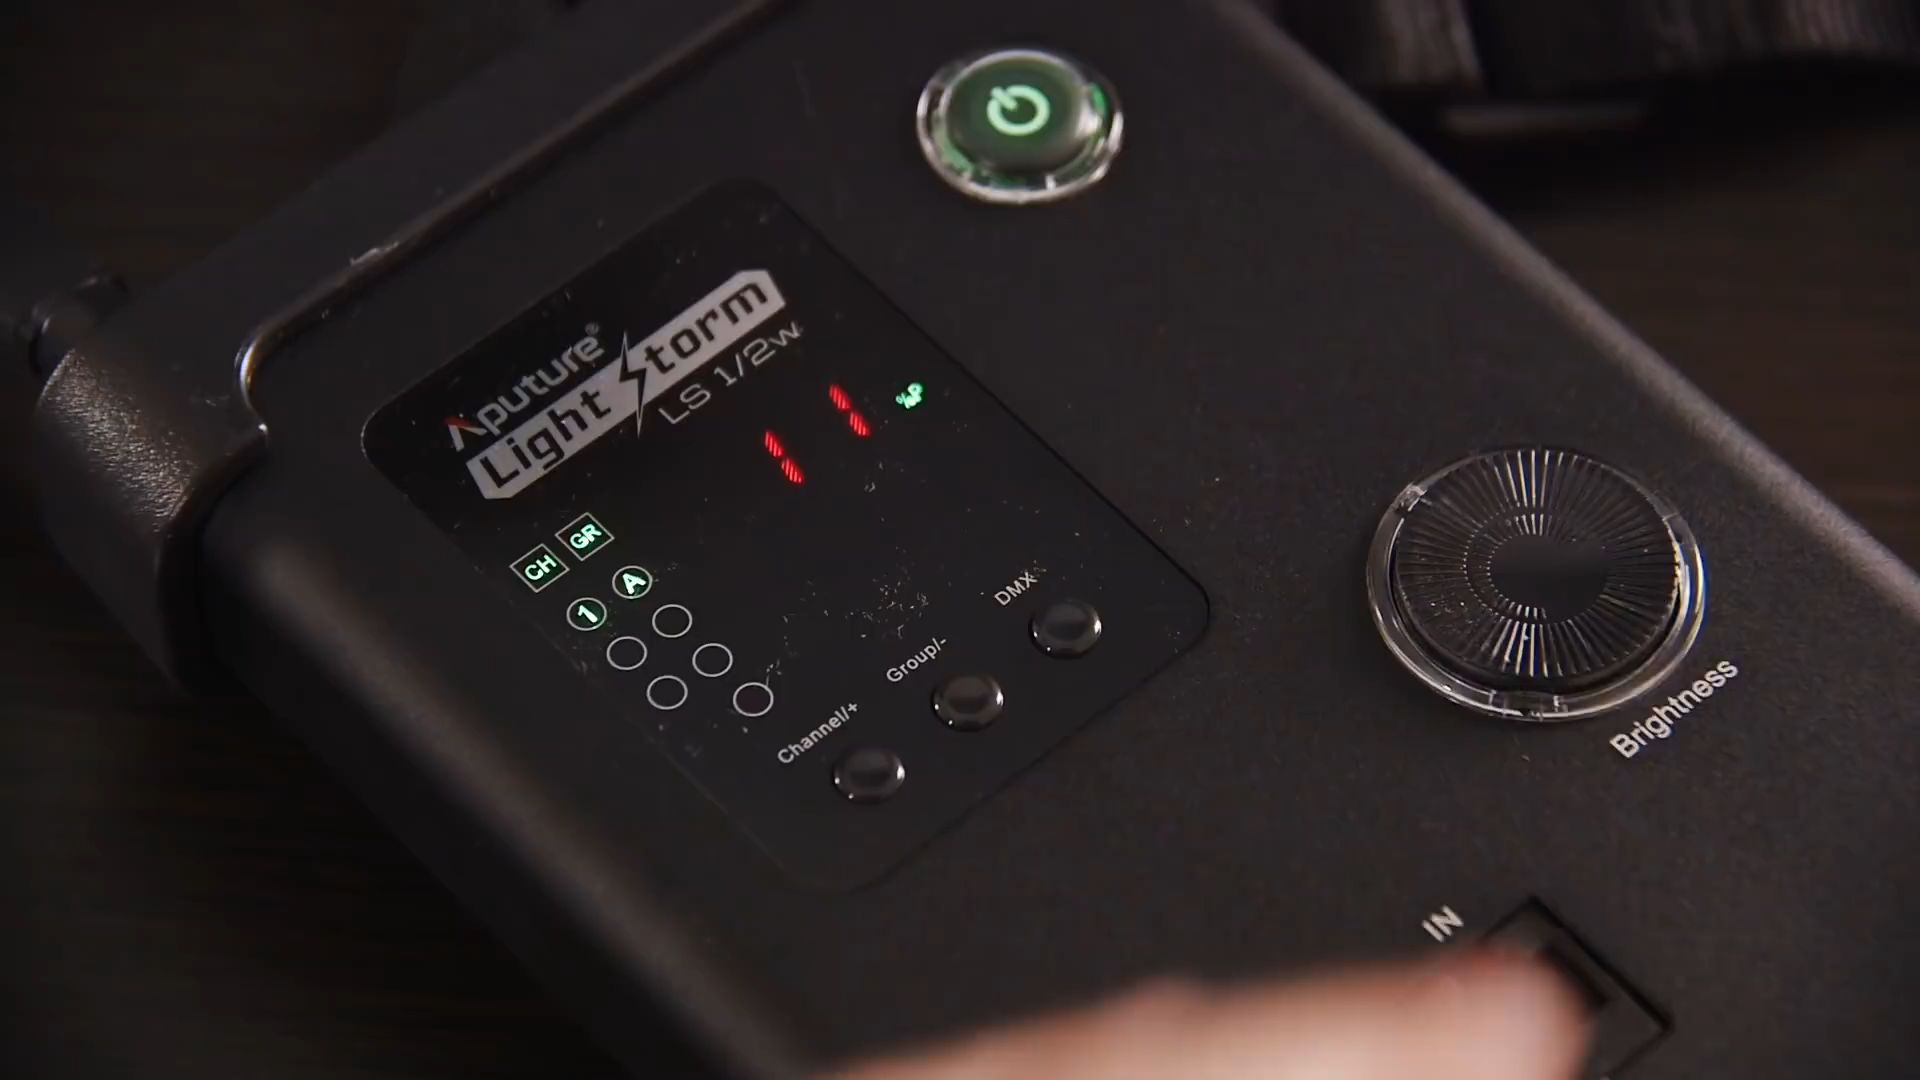 Aputure®
Light Storm
LS 1/2w
11 %
CH GR
1 A
Channel/+
Group/-
DMX
Brightness
IN